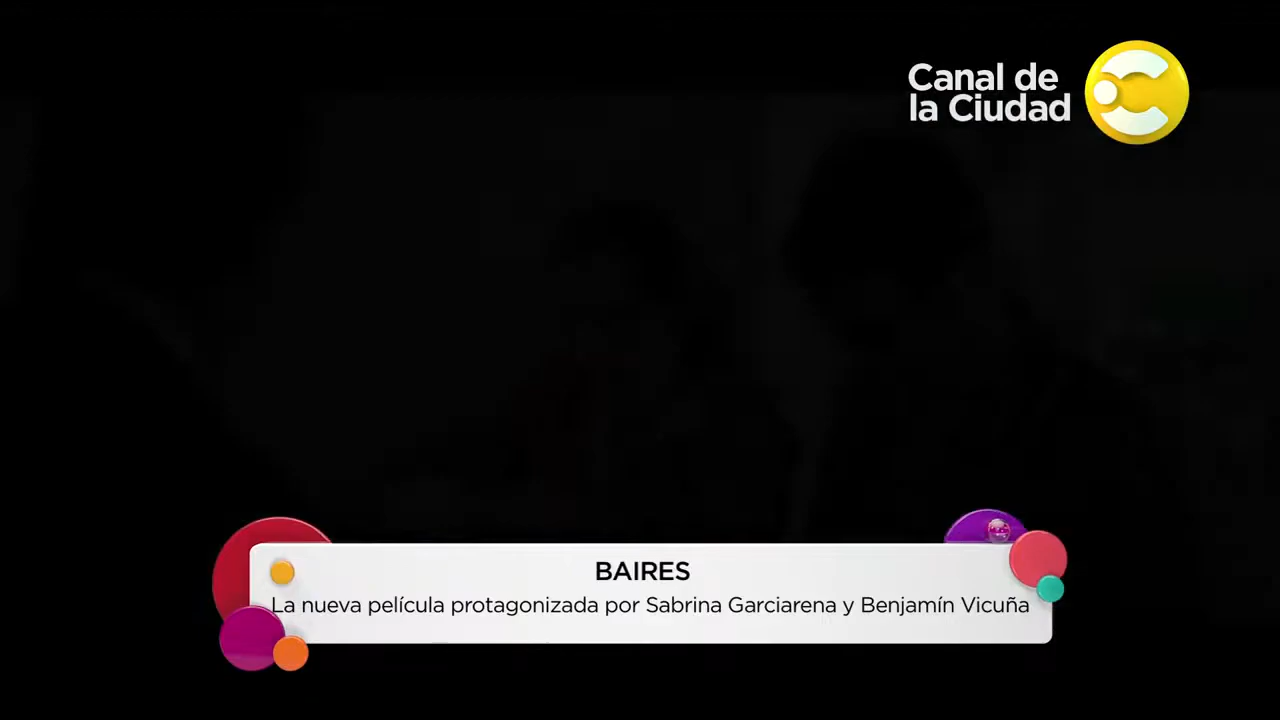 Canal de
la Ciudad
BAIRES
La nueva película protagonizada por Sabrina Garciarena y Benjamín Vicuña